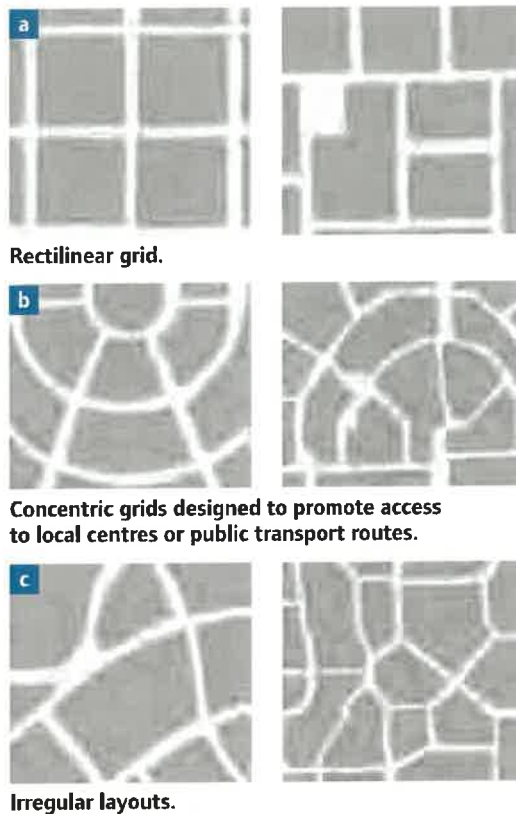 a
Rectilinear grid.
b
Concentric grids designed to promote access
to local centres or public transport routes.
c
Irregular layouts.